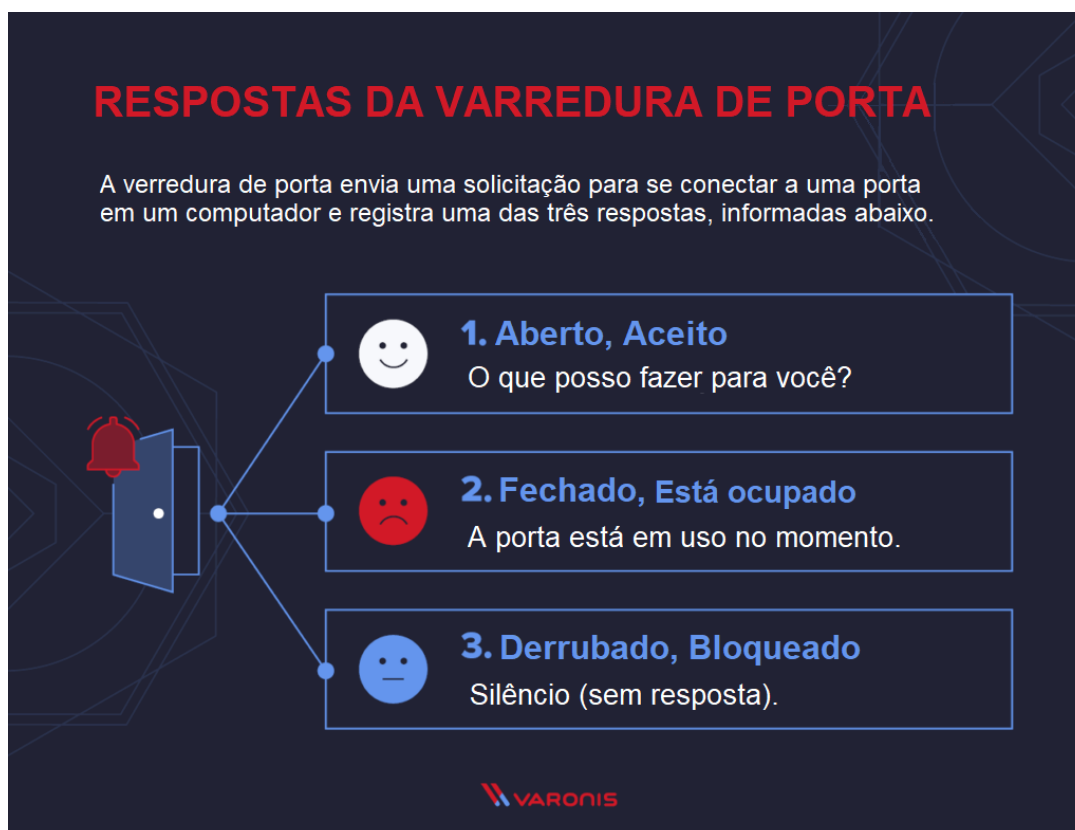 RESPOSTAS DA VARREDURA DE PORTA
A verredura de porta envia uma solicitação para se conectar a uma porta
em um computador e registra uma das três respostas, informadas abaixo.
1. Aberto, Aceito
O que posso fazer para você?
2. Fechado, Está ocupado
A porta está em uso no momento.
3. Derrubado, Bloqueado
Silêncio (sem resposta).
VARONIS